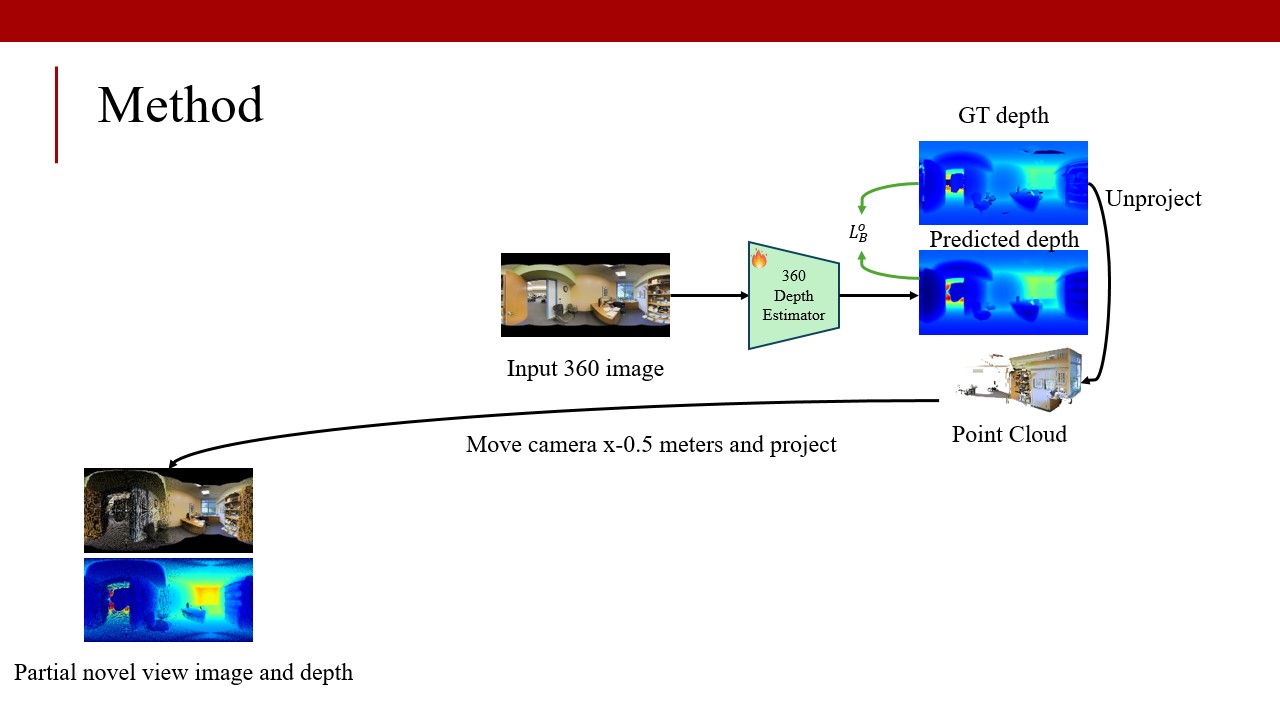 Method
GT depth
Unproject
L_B^o
Predicted depth
360
Depth
Estimator
Input 360 image
Point Cloud
Move camera x-0.5 meters and project
Partial novel view image and depth